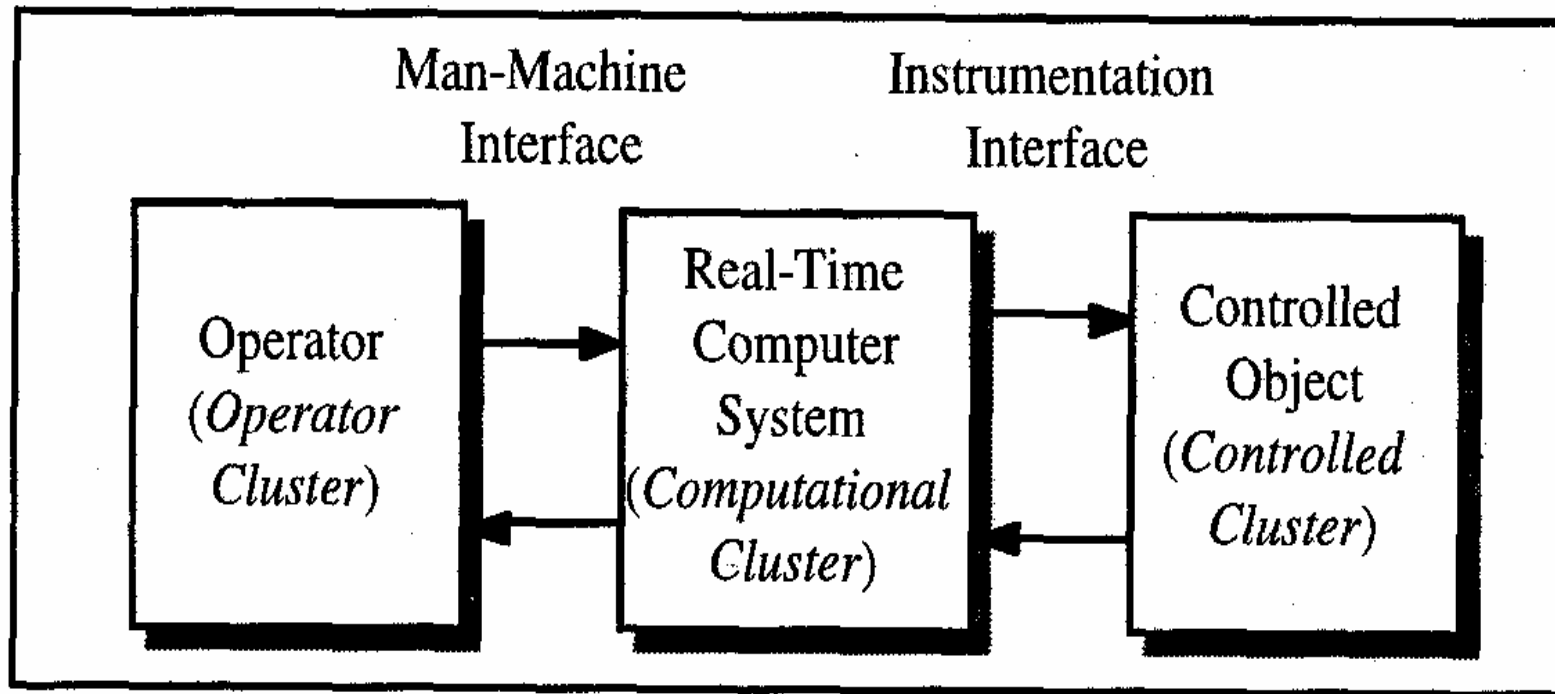 Man-Machine
Interface
Instrumentation
Interface
Operator
(Operator
Cluster)
Real-Time
Computer
System
(Computational
Cluster)
Controlled
Object
(Controlled
Cluster)